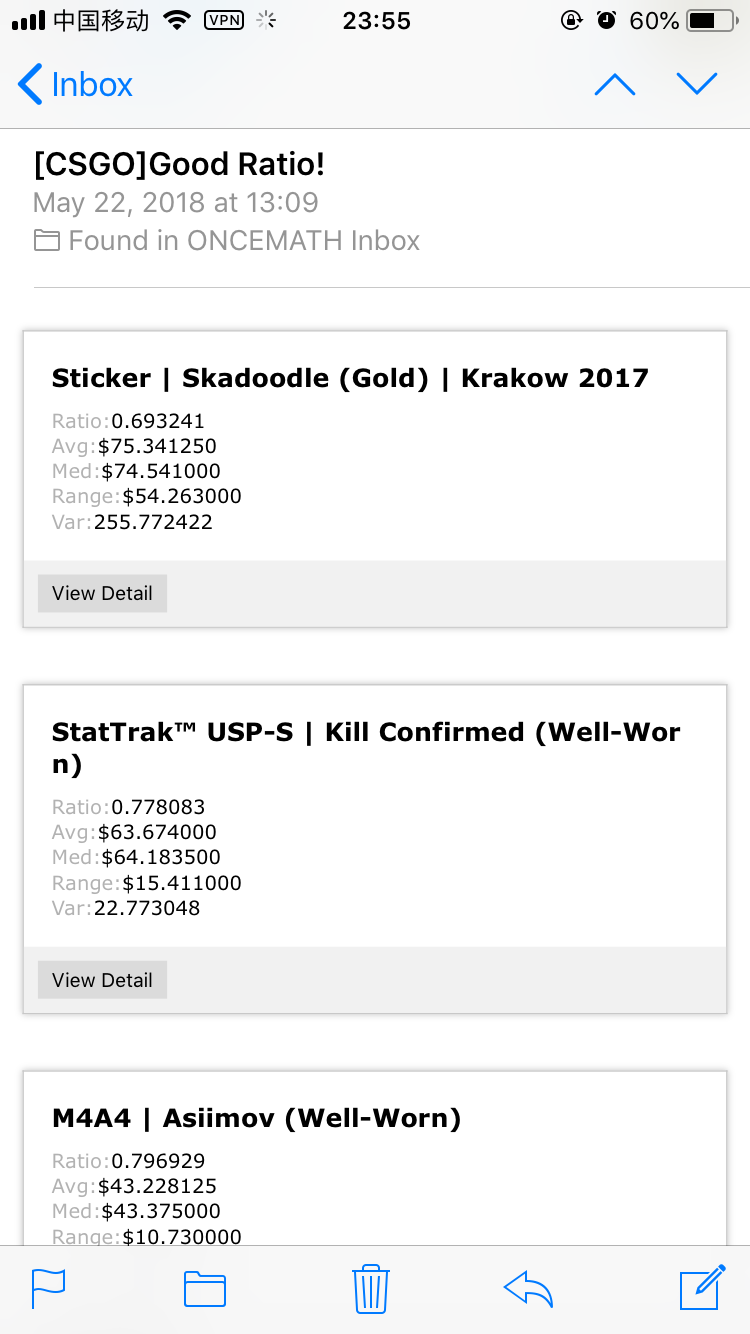 中国移动 VPN 23:55 60%
Inbox
[CSGO]Good Ratio!
May 22, 2018 at 13:09
Found in ONCEMATH Inbox
Sticker | Skadoodle (Gold) | Krakow 2017
Ratio:0.693241
Avg:$75.341250
Med:$74.541000
Range:$54.263000
Var:255.772422
View Detail
StatTrak™ USP-S | Kill Confirmed (Well-Wor
n)
Ratio:0.778083
Avg:$63.674000
Med:$64.183500
Range:$15.411000
Var:22.773048
View Detail
M4A4 | Asiimov (Well-Worn)
Ratio:0.796929
Avg:$43.228125
Med:$43.375000
Range:$10.730000